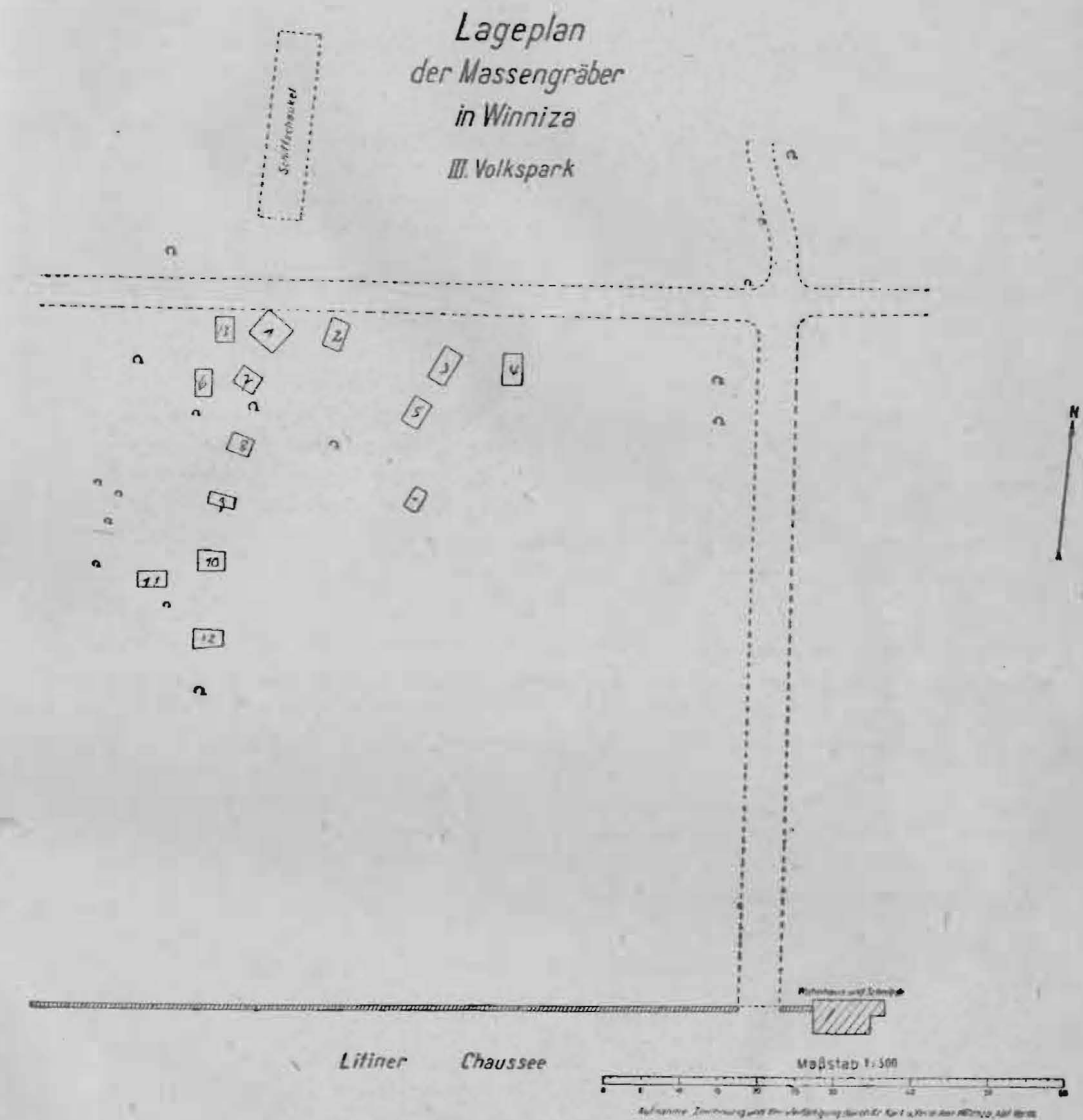 Lageplan
der Massengräber
in Winniza
III. Volkspark
Schiffschaukel
N
13
1
2
3
4
6
7
5
8
9
10
11
12
Litiner Chaussee
Maßstab 1:500